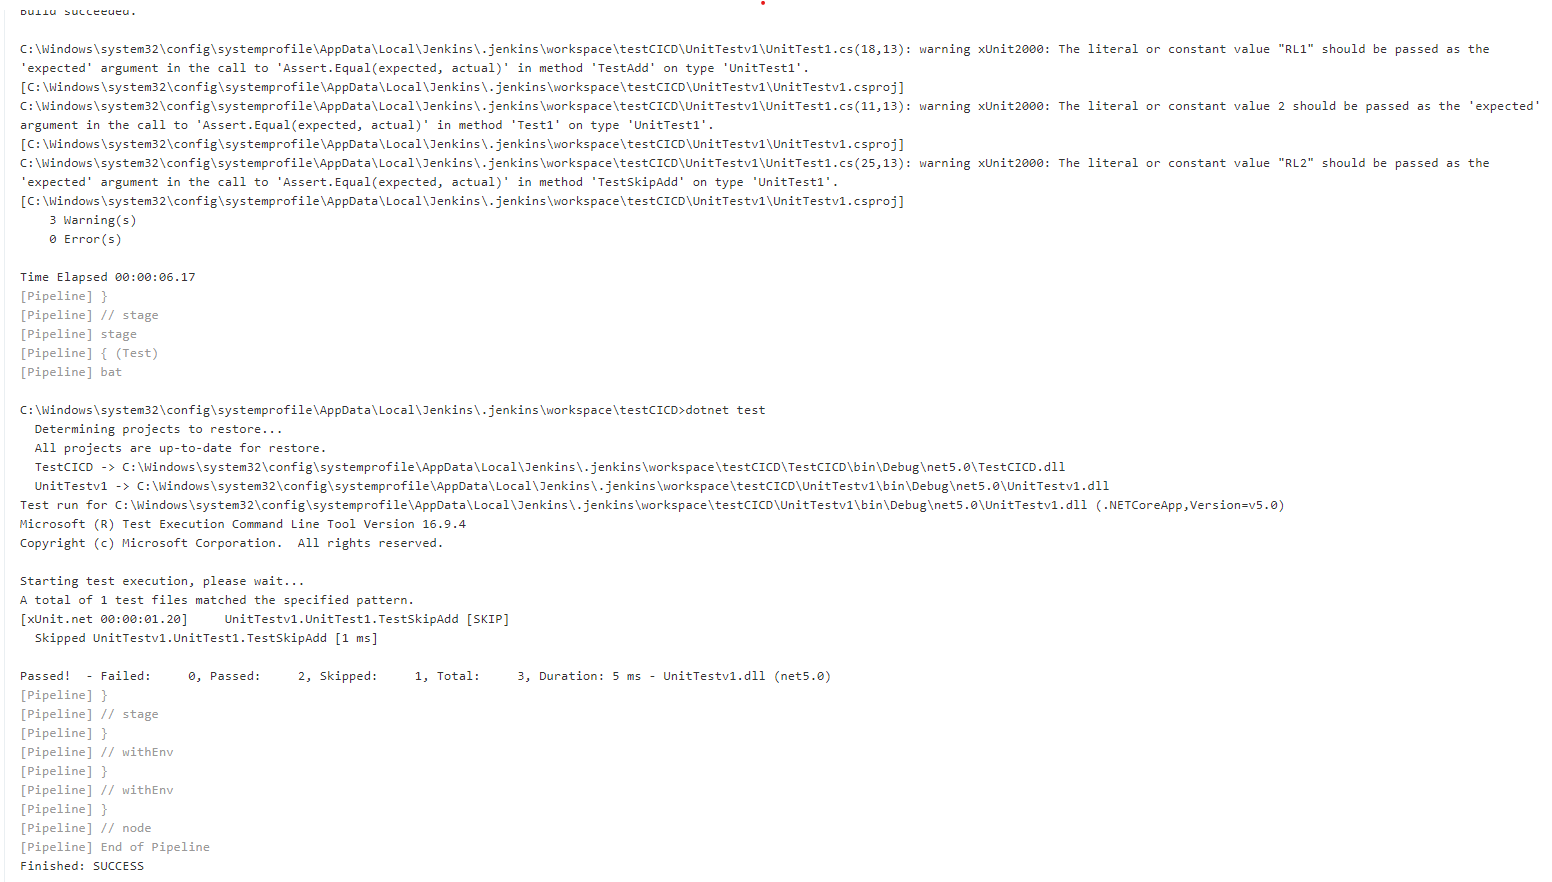 Build succeeded.
C:\Windows\system32\config\systemprofile\AppData\Local\Jenkins\.jenkins\workspace\testCICD\UnitTestv1\UnitTest1.cs(18,13): warning xUnit2000: The literal or constant value "RL1" should be passed as the
'expected' argument in the call to 'Assert.Equal(expected, actual)' in method 'TestAdd' on type 'UnitTest1'.
[C:\Windows\system32\config\systemprofile\AppData\Local\Jenkins\.jenkins\workspace\testCICD\UnitTestv1\UnitTestv1.csproj]
C:\Windows\system32\config\systemprofile\AppData\Local\Jenkins\.jenkins\workspace\testCICD\UnitTestv1\UnitTest1.cs(11,13): warning xUnit2000: The literal or constant value 2 should be passed as the 'expected'
argument in the call to 'Assert.Equal(expected, actual)' in method 'Test1' on type 'UnitTest1'.
[C:\Windows\system32\config\systemprofile\AppData\Local\Jenkins\.jenkins\workspace\testCICD\UnitTestv1\UnitTestv1.csproj]
C:\Windows\system32\config\systemprofile\AppData\Local\Jenkins\.jenkins\workspace\testCICD\UnitTestv1\UnitTest1.cs(25,13): warning xUnit2000: The literal or constant value "RL2" should be passed as the
'expected' argument in the call to 'Assert.Equal(expected, actual)' in method 'TestSkipAdd' on type 'UnitTest1'.
[C:\Windows\system32\config\systemprofile\AppData\Local\Jenkins\.jenkins\workspace\testCICD\UnitTestv1\UnitTestv1.csproj]
    3 Warning(s)
    0 Error(s)

Time Elapsed 00:00:06.17
[Pipeline] }
[Pipeline] // stage
[Pipeline] stage
[Pipeline] { (Test)
[Pipeline] bat

C:\Windows\system32\config\systemprofile\AppData\Local\Jenkins\.jenkins\workspace\testCICD>dotnet test
  Determining projects to restore...
  All projects are up-to-date for restore.
  TestCICD -> C:\Windows\system32\config\systemprofile\AppData\Local\Jenkins\.jenkins\workspace\testCICD\TestCICD\bin\Debug\net5.0\TestCICD.dll
  UnitTestv1 -> C:\Windows\system32\config\systemprofile\AppData\Local\Jenkins\.jenkins\workspace\testCICD\UnitTestv1\bin\Debug\net5.0\UnitTestv1.dll
Test run for C:\Windows\system32\config\systemprofile\AppData\Local\Jenkins\.jenkins\workspace\testCICD\UnitTestv1\bin\Debug\net5.0\UnitTestv1.dll (.NETCoreApp,Version=v5.0)
Microsoft (R) Test Execution Command Line Tool Version 16.9.4
Copyright (c) Microsoft Corporation.  All rights reserved.

Starting test execution, please wait...
A total of 1 test files matched the specified pattern.
[xUnit.net 00:00:01.20]     UnitTestv1.UnitTest1.TestSkipAdd [SKIP]
  Skipped UnitTestv1.UnitTest1.TestSkipAdd [1 ms]

Passed!  - Failed:     0, Passed:     2, Skipped:     1, Total:     3, Duration: 5 ms - UnitTestv1.dll (net5.0)
[Pipeline] }
[Pipeline] // stage
[Pipeline] }
[Pipeline] // withEnv
[Pipeline] }
[Pipeline] // withEnv
[Pipeline] }
[Pipeline] // node
[Pipeline] End of Pipeline
Finished: SUCCESS